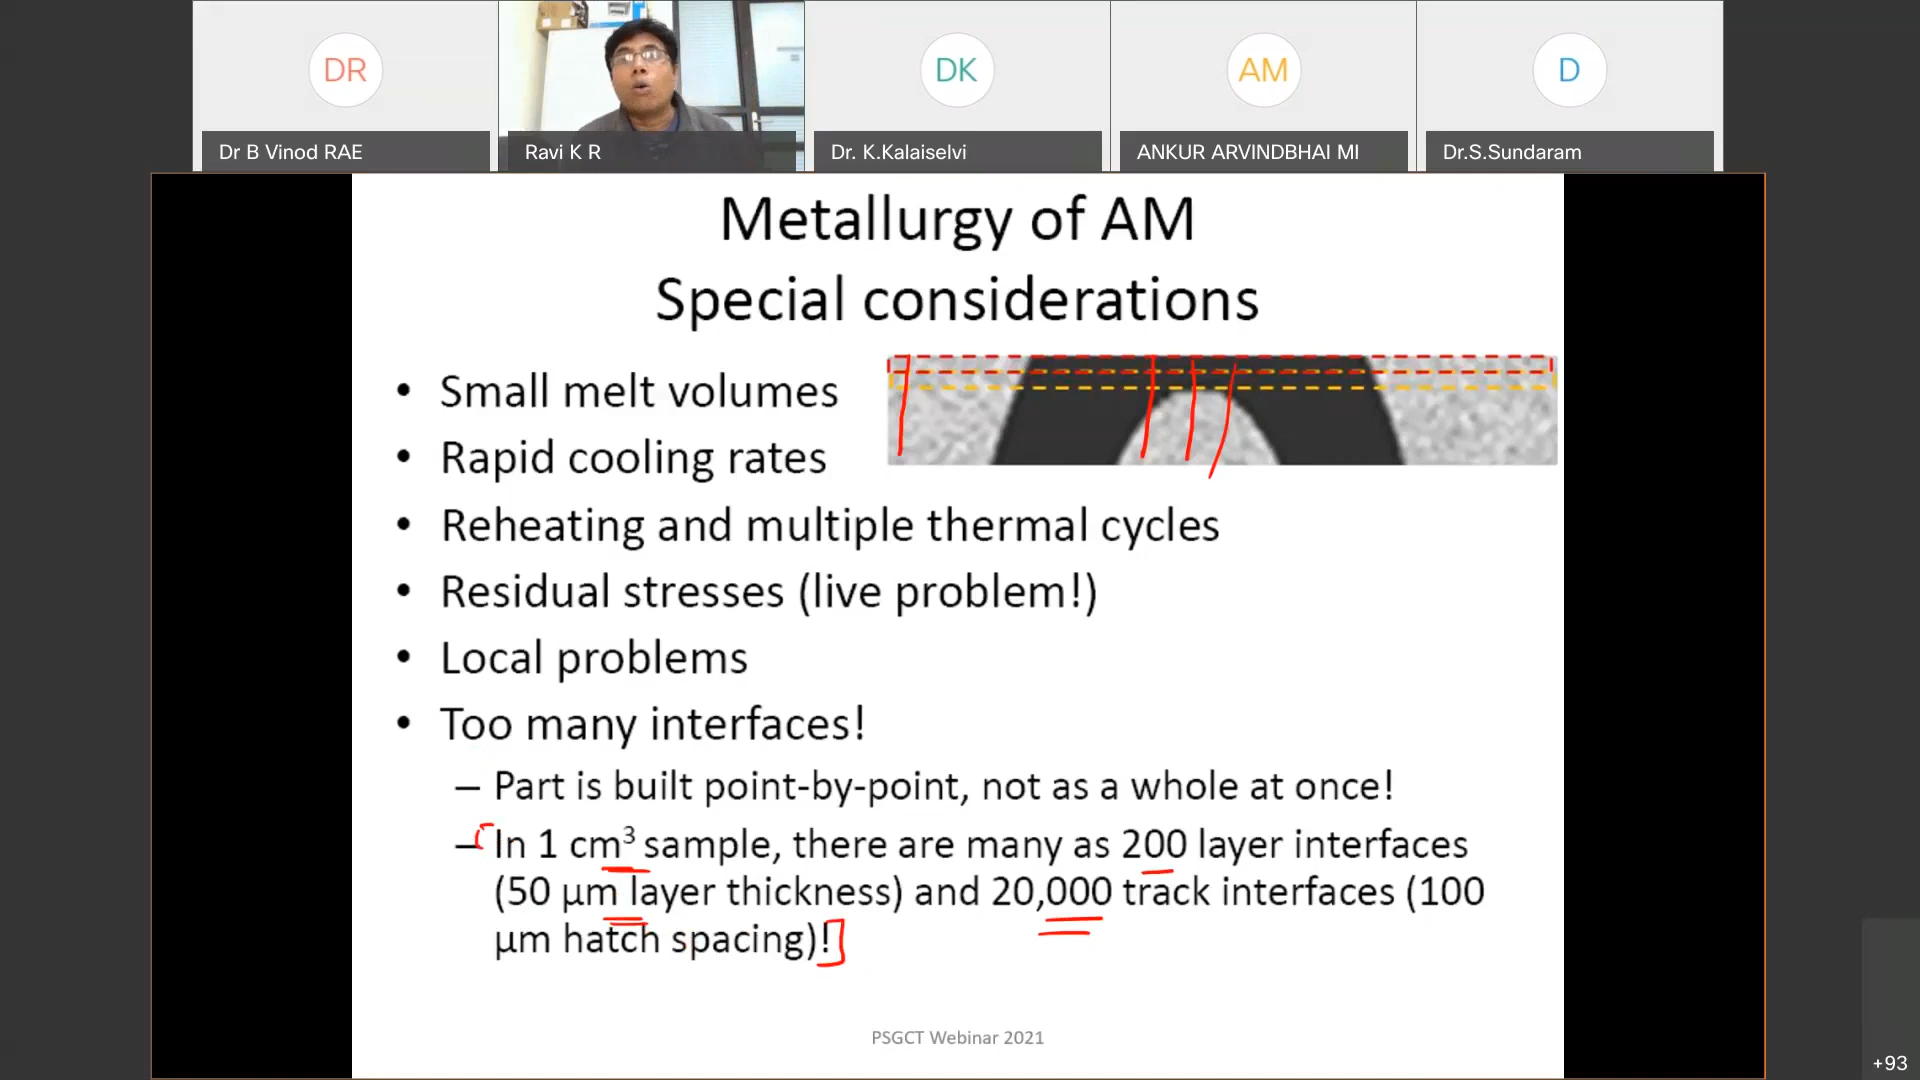 DR
DK
AM
D
Dr B Vinod RAE
Ravi K R
Dr. K.Kalaiselvi
ANKUR ARVINDBHAI MI
Dr.S.Sundaram
Metallurgy of AM
Special considerations
• Small melt volumes
• Rapid cooling rates
• Reheating and multiple thermal cycles
• Residual stresses (live problem!)
• Local problems
• Too many interfaces!
– Part is built point-by-point, not as a whole at once!
– In 1 cm³ sample, there are many as 200 layer interfaces
(50 µm layer thickness) and 20,000 track interfaces (100
µm hatch spacing)!
PSGCT Webinar 2021
+93